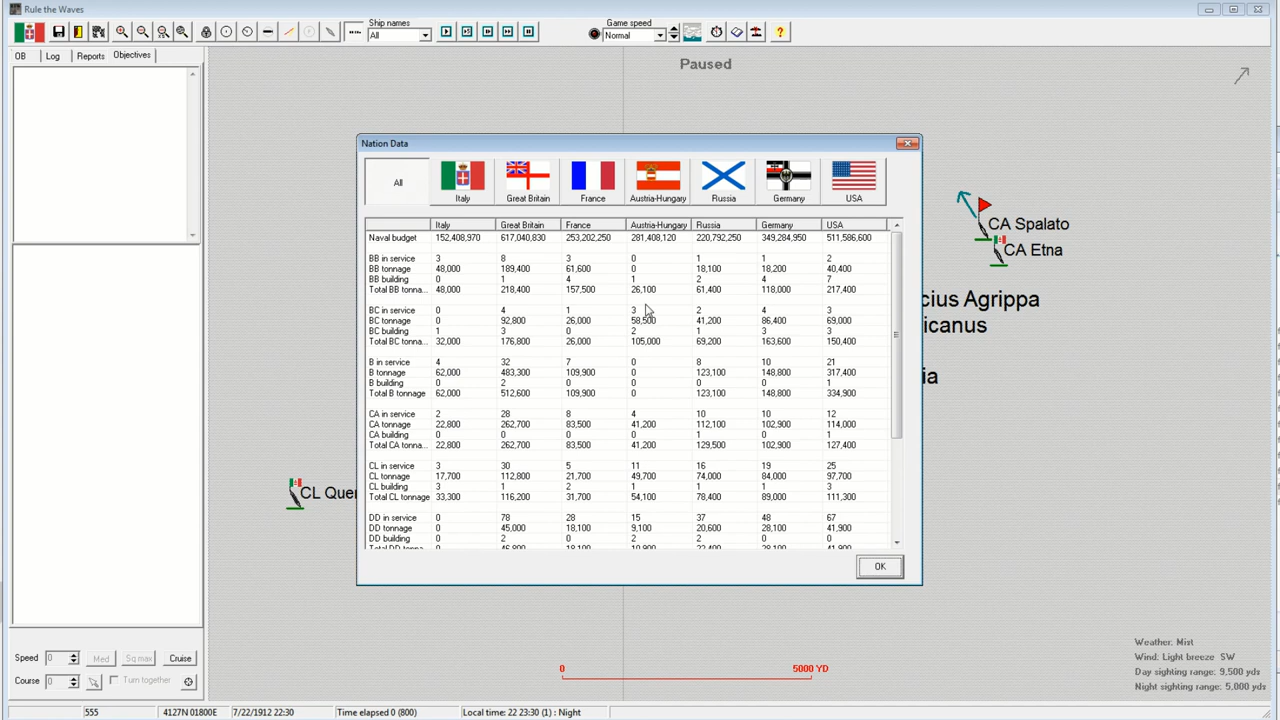 Rule the Waves
Ship names
All
Game speed
Normal
OB Log Reports Objectives
Paused
Nation Data
All Italy Great Britain France Austria-Hungary Russia Germany USA
Italy Great Britain France Austria-Hungary Russia Germany USA
Naval budget 152,408,970 617,040,830 253,202,250 281,408,120 220,792,250 349,284,950 511,586,600
BB in service 3 8 3 0 1 1 2
BB tonnage 48,000 189,400 61,600 0 18,100 18,200 40,400
BB building 0 1 4 1 2 4 7
Total BB tonna... 48,000 218,400 157,500 26,100 61,400 118,000 217,400
BC in service 0 4 1 3 2 4 3
BC tonnage 0 92,800 26,000 58,500 41,200 86,400 69,000
BC building 1 3 0 2 1 3 3
Total BC tonna... 32,000 176,800 26,000 105,000 69,200 163,600 150,400
B in service 4 32 7 0 8 10 21
B tonnage 62,000 483,300 109,900 0 123,100 148,800 317,400
B building 0 2 0 0 0 0 1
Total B tonnage 62,000 512,600 109,900 0 123,100 148,800 334,900
CA in service 2 28 8 4 10 10 12
CA tonnage 22,800 262,700 83,500 41,200 112,100 102,900 114,000
CA building 0 0 0 0 1 0 1
Total CA tonna... 22,800 262,700 83,500 41,200 129,500 102,900 127,400
CL in service 3 30 5 11 16 19 25
CL tonnage 17,700 112,800 21,700 49,700 74,000 84,000 97,700
CL building 3 1 2 1 1 1 3
Total CL tonnage 33,300 116,200 31,700 54,100 78,400 89,000 111,300
DD in service 0 78 28 15 37 48 67
DD tonnage 0 45,000 18,100 9,100 20,600 28,100 41,900
DD building 0 2 0 2 2 0 0
Total DD tonna... 0 46,800 18,100 10,900 22,400 28,100 41,900
OK
CA Spalato
CA Etna
cius Agrippa
icanus
ia
CL Quer
Speed 0 Med Sq max Cruise
Course 0 Turn together
0 5000 YD
Weather: Mist
Wind: Light breeze SW
Day sighting range: 9,500 yds
Night sighting range: 5,000 yds
555 4127N 01800E 7/22/1912 22:30 Time elapsed 0 (800) Local time: 22 23:30 (1) : Night